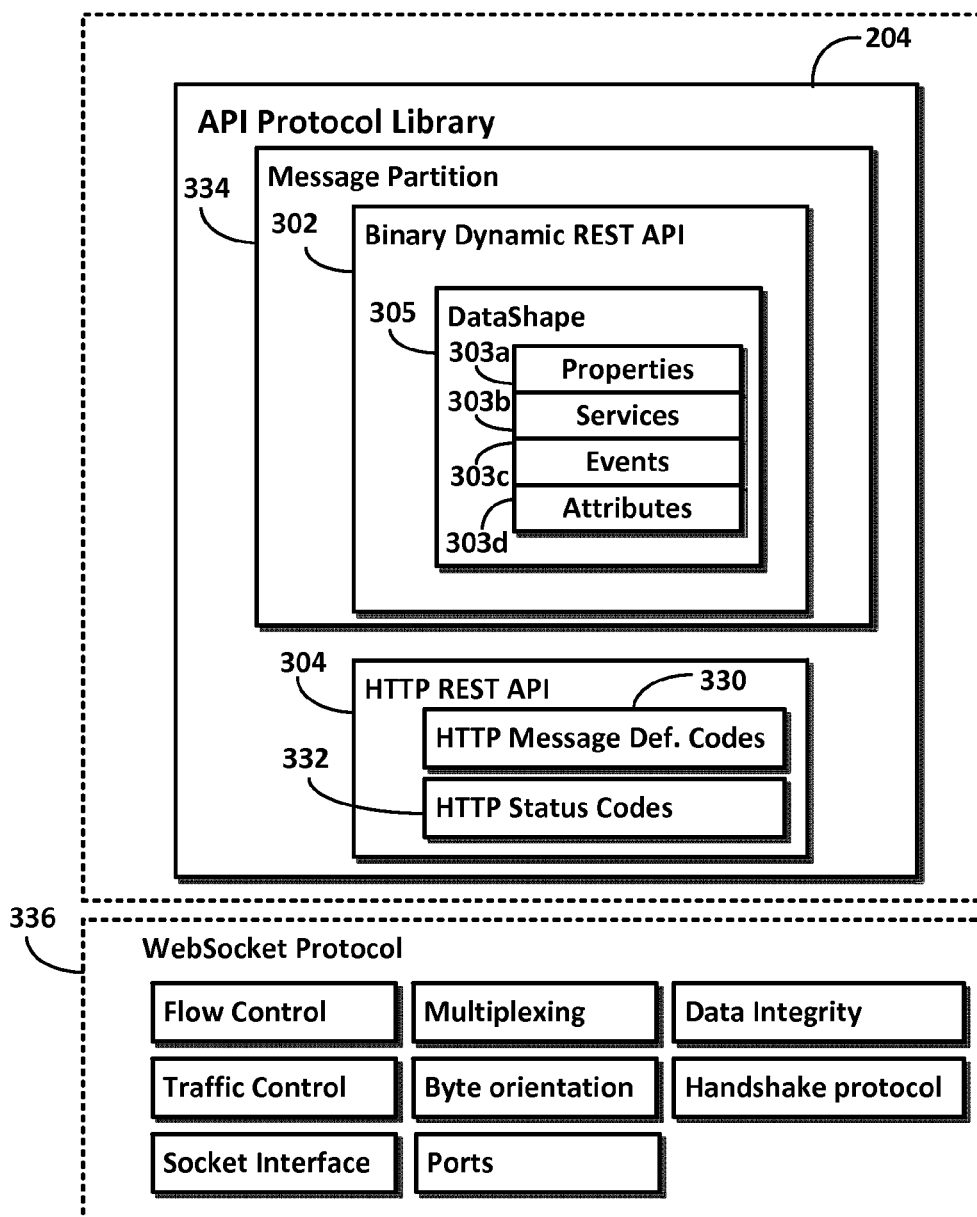 204
API Protocol Library
Message Partition
334
302
Binary Dynamic REST API
305
DataShape
303a
Properties
303b
Services
Events
303c
Attributes
303d
304
HTTP REST API
330
HTTP Message Def. Codes
332
HTTP Status Codes
336
WebSocket Protocol
Flow Control
Multiplexing
Data Integrity
Traffic Control
Byte orientation
Handshake protocol
Socket Interface
Ports